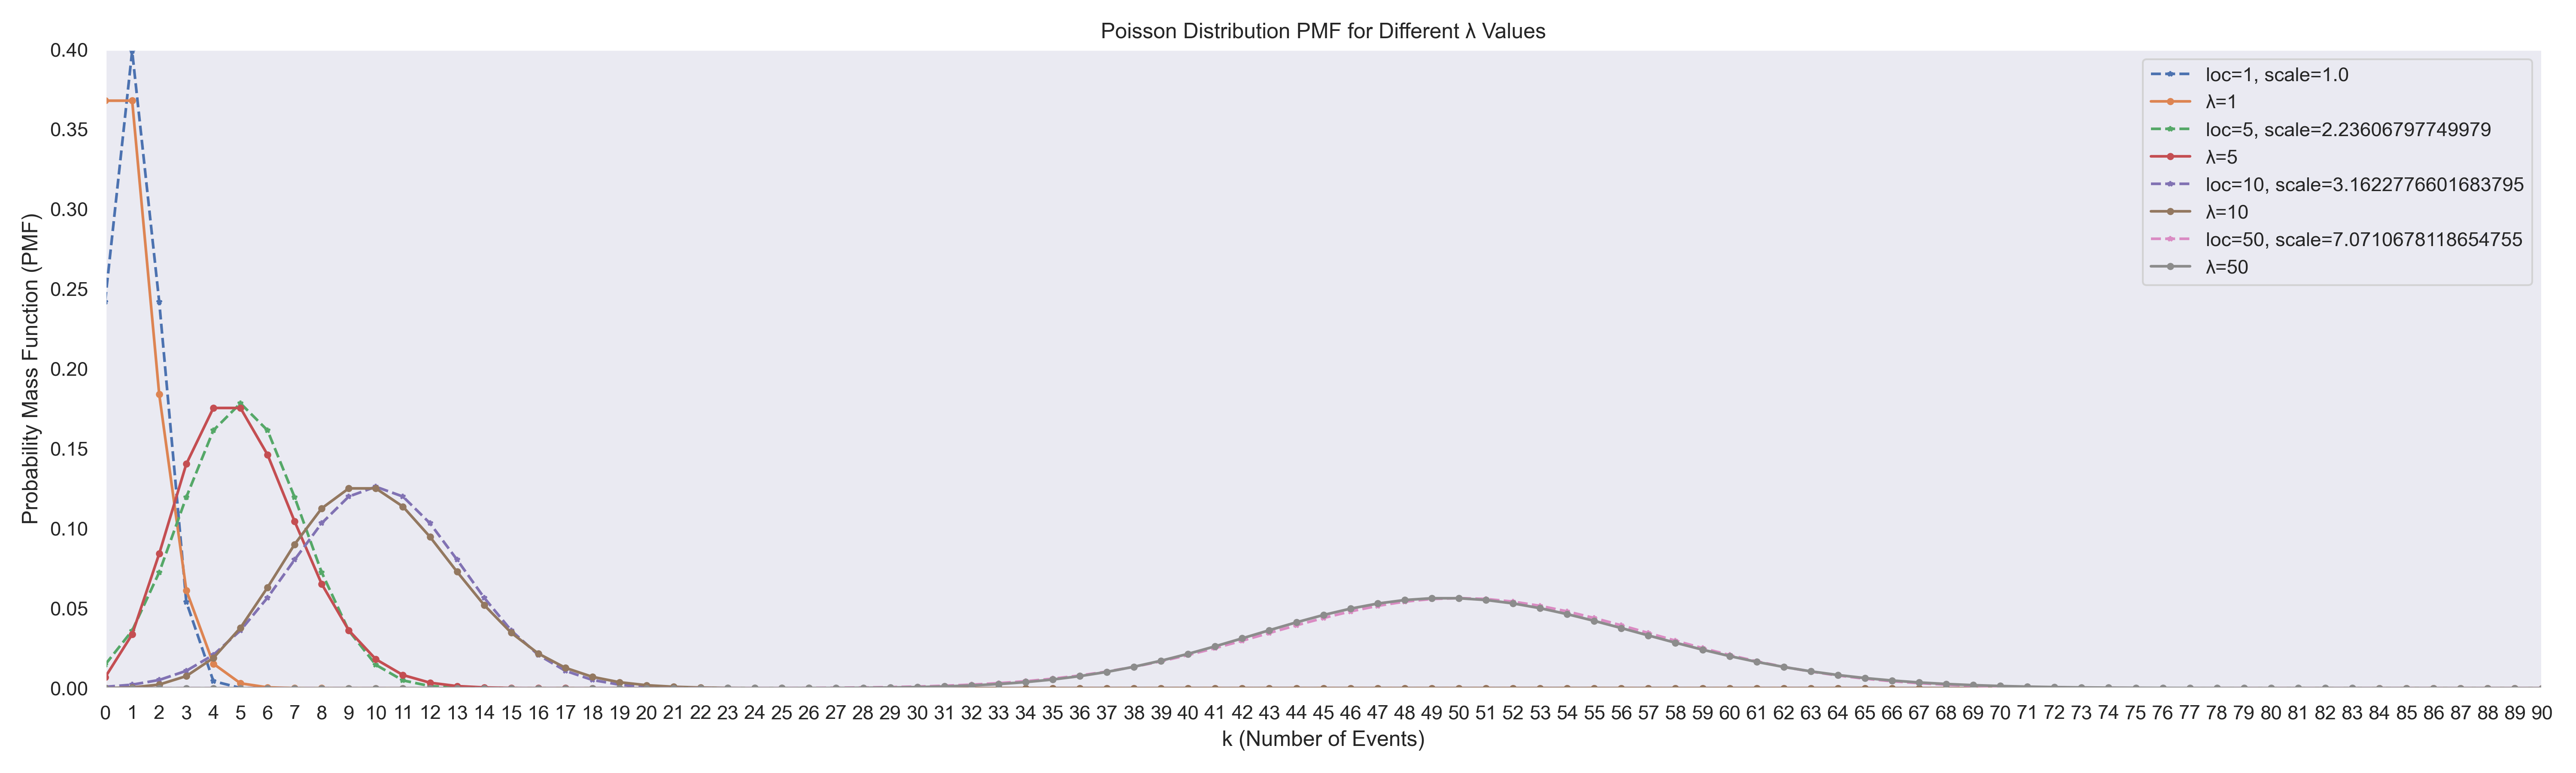 Poisson Distribution PMF for Different λ Values
0.40
0.35
0.30
0.25
0.20
0.15
0.10
0.05
0.00
Probability Mass Function (PMF)
loc=1, scale=1.0
λ=1
loc=5, scale=2.23606797749979
λ=5
loc=10, scale=3.1622776601683795
λ=10
loc=50, scale=7.0710678118654755
λ=50
0 1 2 3 4 5 6 7 8 9 10 11 12 13 14 15 16 17 18 19 20 21 22 23 24 25 26 27 28 29 30 31 32 33 34 35 36 37 38 39 40 41 42 43 44 45 46 47 48 49 50 51 52 53 54 55 56 57 58 59 60 61 62 63 64 65 66 67 68 69 70 71 72 73 74 75 76 77 78 79 80 81 82 83 84 85 86 87 88 89 90
k (Number of Events)